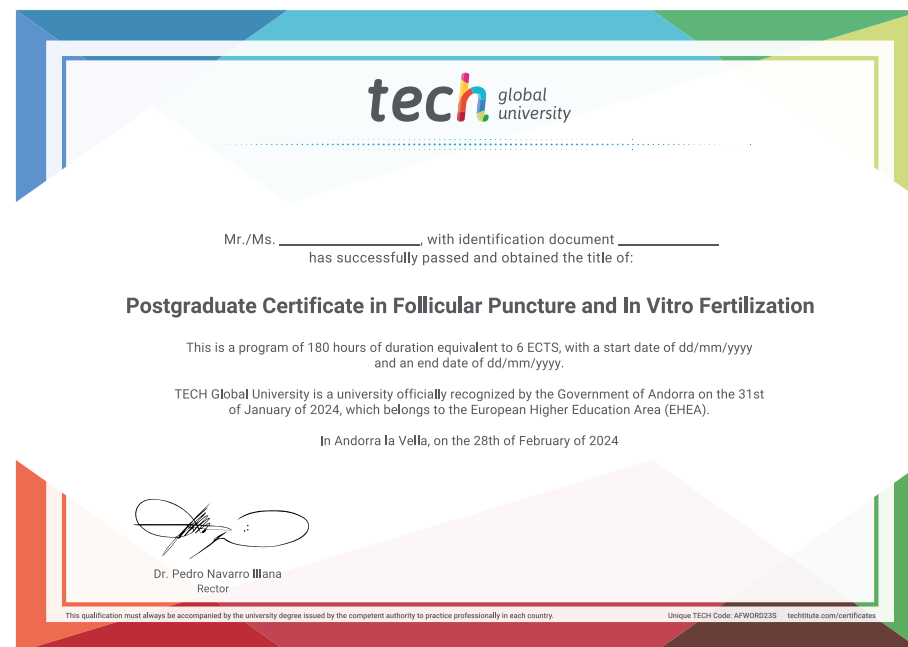 tech global
university
Mr./Ms. ____________, with identification document ____________
has successfully passed and obtained the title of:
Postgraduate Certificate in Follicular Puncture and In Vitro Fertilization
This is a program of 180 hours of duration equivalent to 6 ECTS, with a start date of dd/mm/yyyy
and an end date of dd/mm/yyyy.
TECH Global University is a university officially recognized by the Government of Andorra on the 31st
of January of 2024, which belongs to the European Higher Education Area (EHEA).
In Andorra la Vella, on the 28th of February of 2024
Dr. Pedro Navarro Illana
Rector
This qualification must always be accompanied by the university degree issued by the competent authority to practice professionally in each country. Unique TECH Code: AFWORD23S techtitute.com/certificates